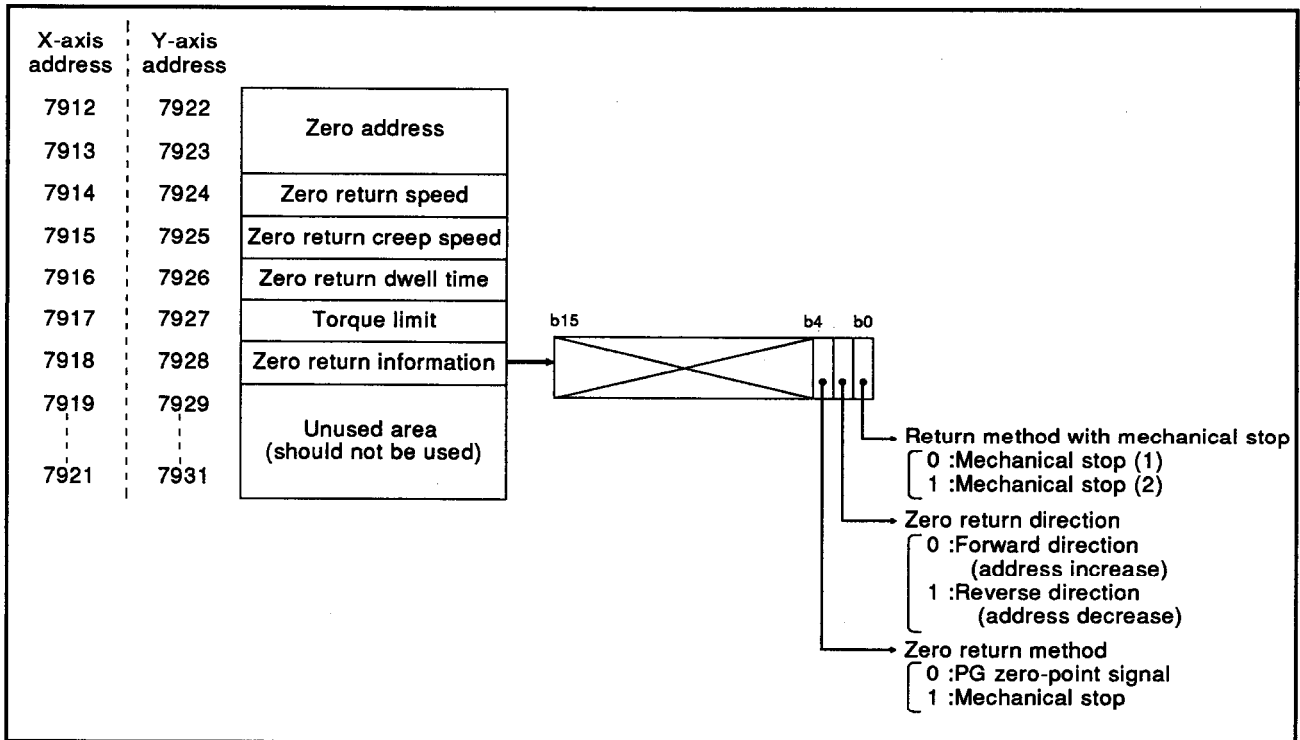 X-axis address
Y-axis address
7912 7922
Zero address
7913 7923
7914 7924 Zero return speed
7915 7925 Zero return creep speed
7916 7926 Zero return dwell time
7917 7927 Torque limit
7918 7928 Zero return information
7919 7929
Unused area
(should not be used)
7921 7931
b15 b4 b0
Return method with mechanical stop
0 :Mechanical stop (1)
1 :Mechanical stop (2)
Zero return direction
0 :Forward direction
(address increase)
1 :Reverse direction
(address decrease)
Zero return method
0 :PG zero-point signal
1 :Mechanical stop